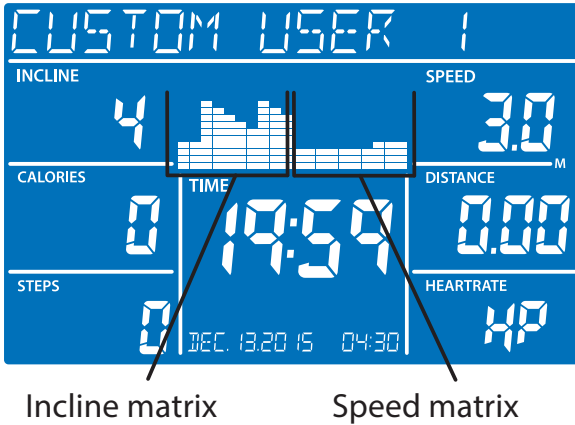 CUSTOM USER 1
INCLINE
4
SPEED
3.0
M
CALORIES
0
TIME
19:59
DISTANCE
0.00
STEPS
0
DEC. 13.2015 04:30
HEARTRATE
HP
Incline matrix
Speed matrix